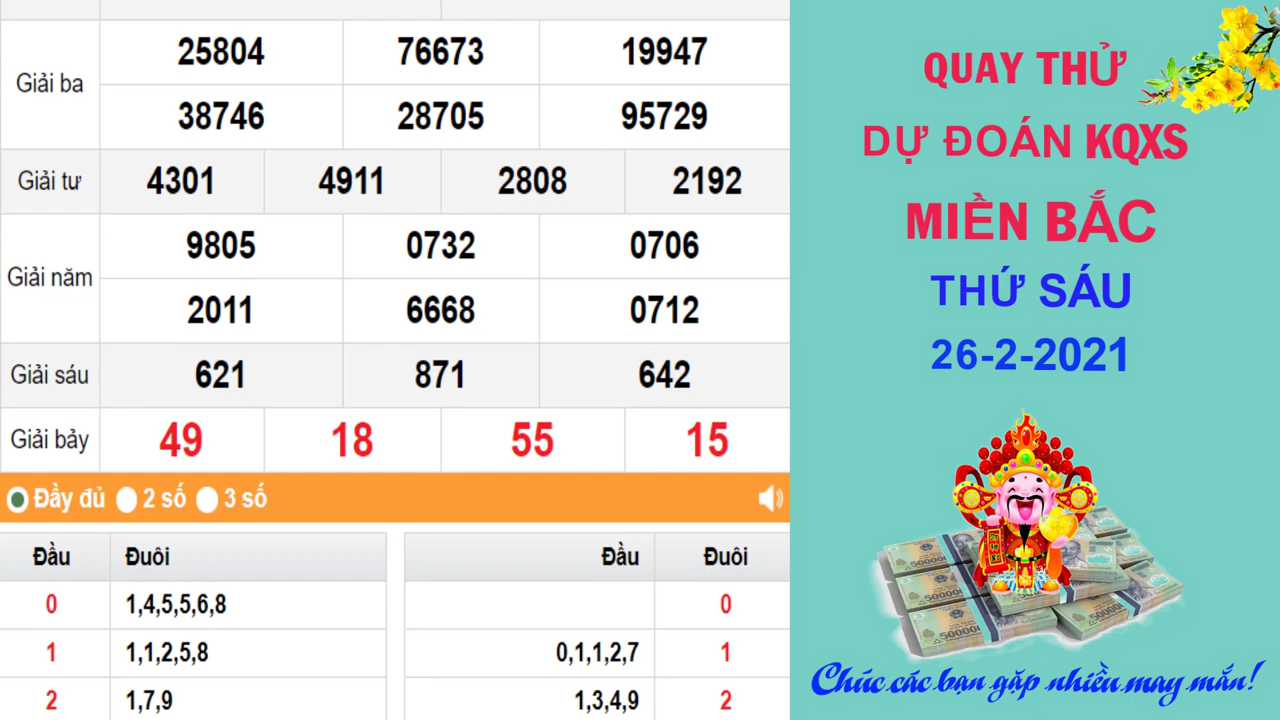 Giải ba
25804 76673 19947
38746 28705 95729
Giải tư 4301 4911 2808 2192
Giải năm
9805 0732 0706
2011 6668 0712
Giải sáu 621 871 642
Giải bảy 49 18 55 15
Đầy đủ 2 số 3 số
Đầu Đuôi
0 1,4,5,5,6,8
1 1,1,2,5,8
2 1,7,9
Đầu Đuôi
0
0,1,1,2,7 1
1,3,4,9 2
QUAY THỬ
DỰ ĐOÁN KQXS
MIỀN BẮC
THỨ SÁU
26-2-2021
Chúc các bạn gặp nhiều may mắn!